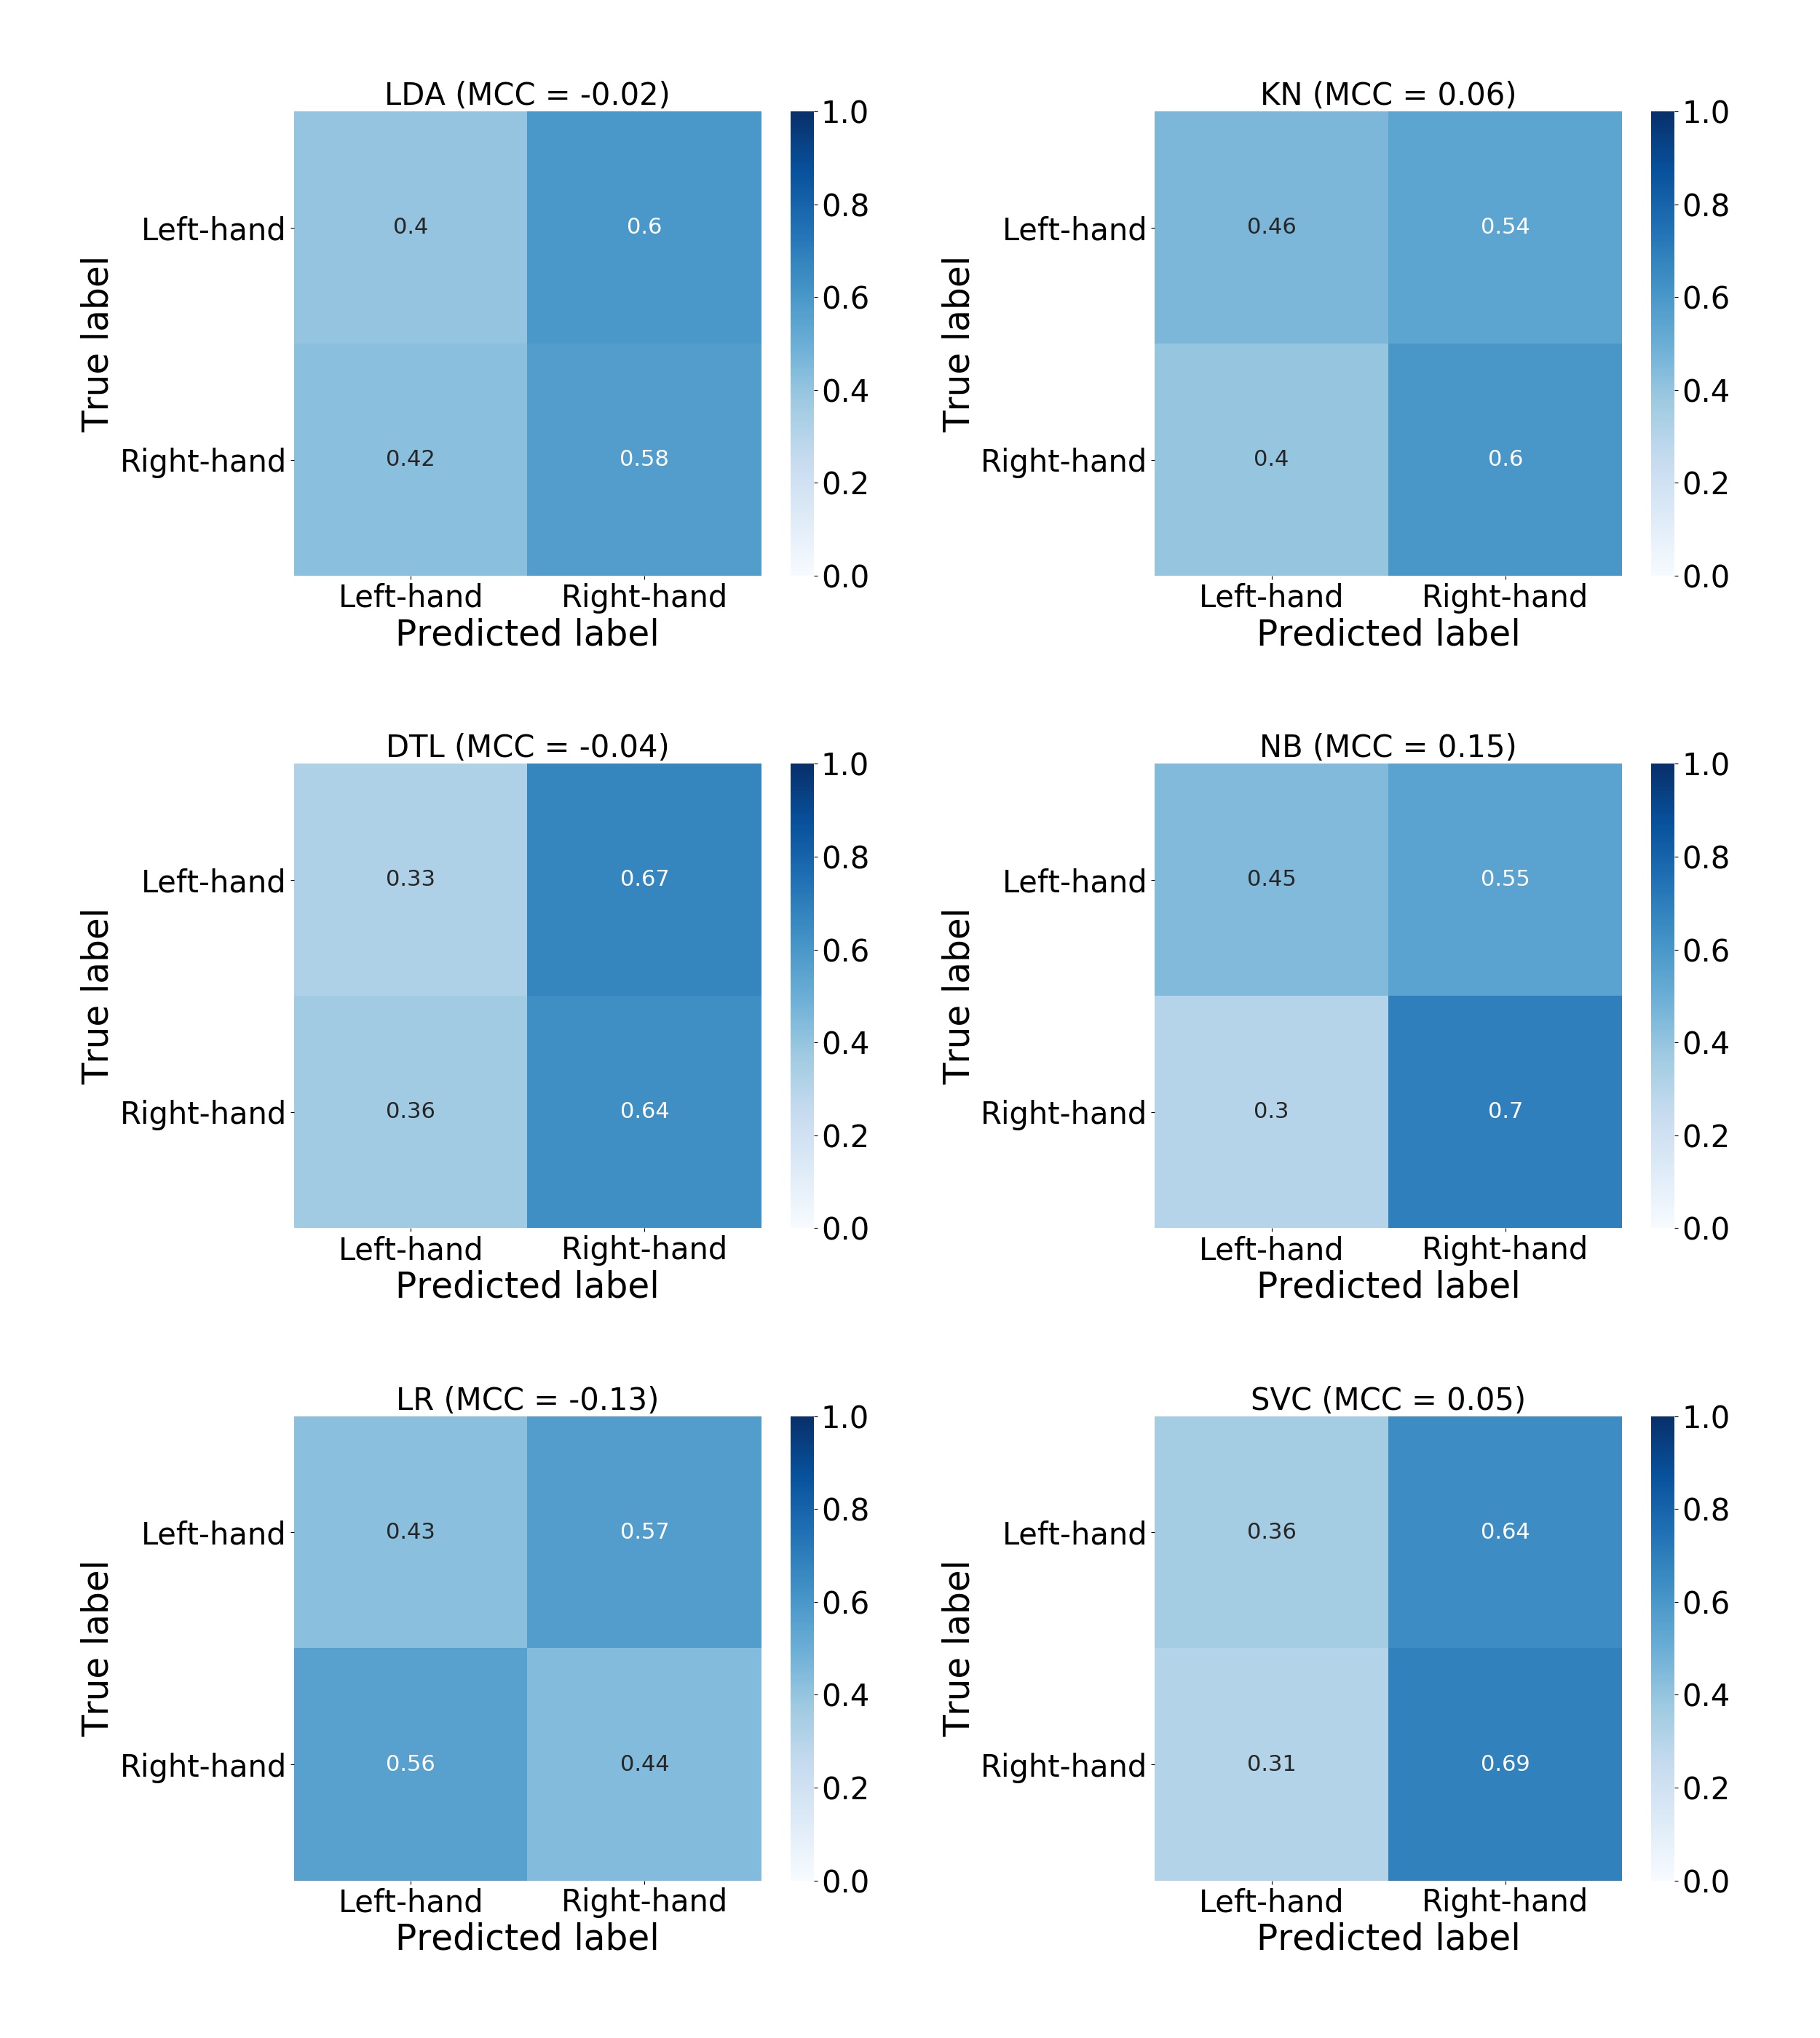 LDA (MCC = -0.02)
True label
Left-hand 0.4 0.6
Right-hand 0.42 0.58
Left-hand Right-hand
Predicted label
1.0
0.8
0.6
0.4
0.2
0.0
KN (MCC = 0.06)
True label
Left-hand 0.46 0.54
Right-hand 0.4 0.6
Left-hand Right-hand
Predicted label
1.0
0.8
0.6
0.4
0.2
0.0
DTL (MCC = -0.04)
True label
Left-hand 0.33 0.67
Right-hand 0.36 0.64
Left-hand Right-hand
Predicted label
1.0
0.8
0.6
0.4
0.2
0.0
NB (MCC = 0.15)
True label
Left-hand 0.45 0.55
Right-hand 0.3 0.7
Left-hand Right-hand
Predicted label
1.0
0.8
0.6
0.4
0.2
0.0
LR (MCC = -0.13)
True label
Left-hand 0.43 0.57
Right-hand 0.56 0.44
Left-hand Right-hand
Predicted label
1.0
0.8
0.6
0.4
0.2
0.0
SVC (MCC = 0.05)
True label
Left-hand 0.36 0.64
Right-hand 0.31 0.69
Left-hand Right-hand
Predicted label
1.0
0.8
0.6
0.4
0.2
0.0